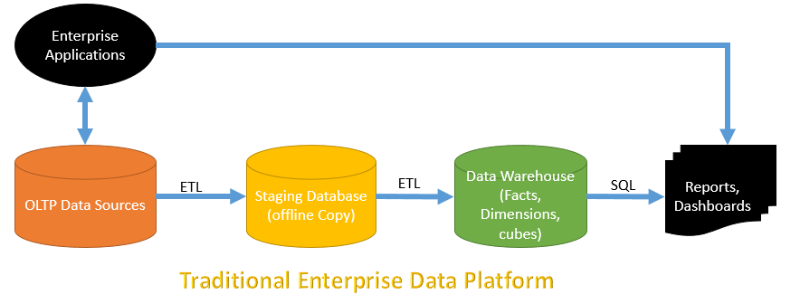 Enterprise
Applications
OLTP Data Sources
ETL
Staging Database
(offline Copy)
ETL
Data Warehouse
(Facts,
Dimensions,
cubes)
SQL
Reports,
Dashboards
Traditional Enterprise Data Platform